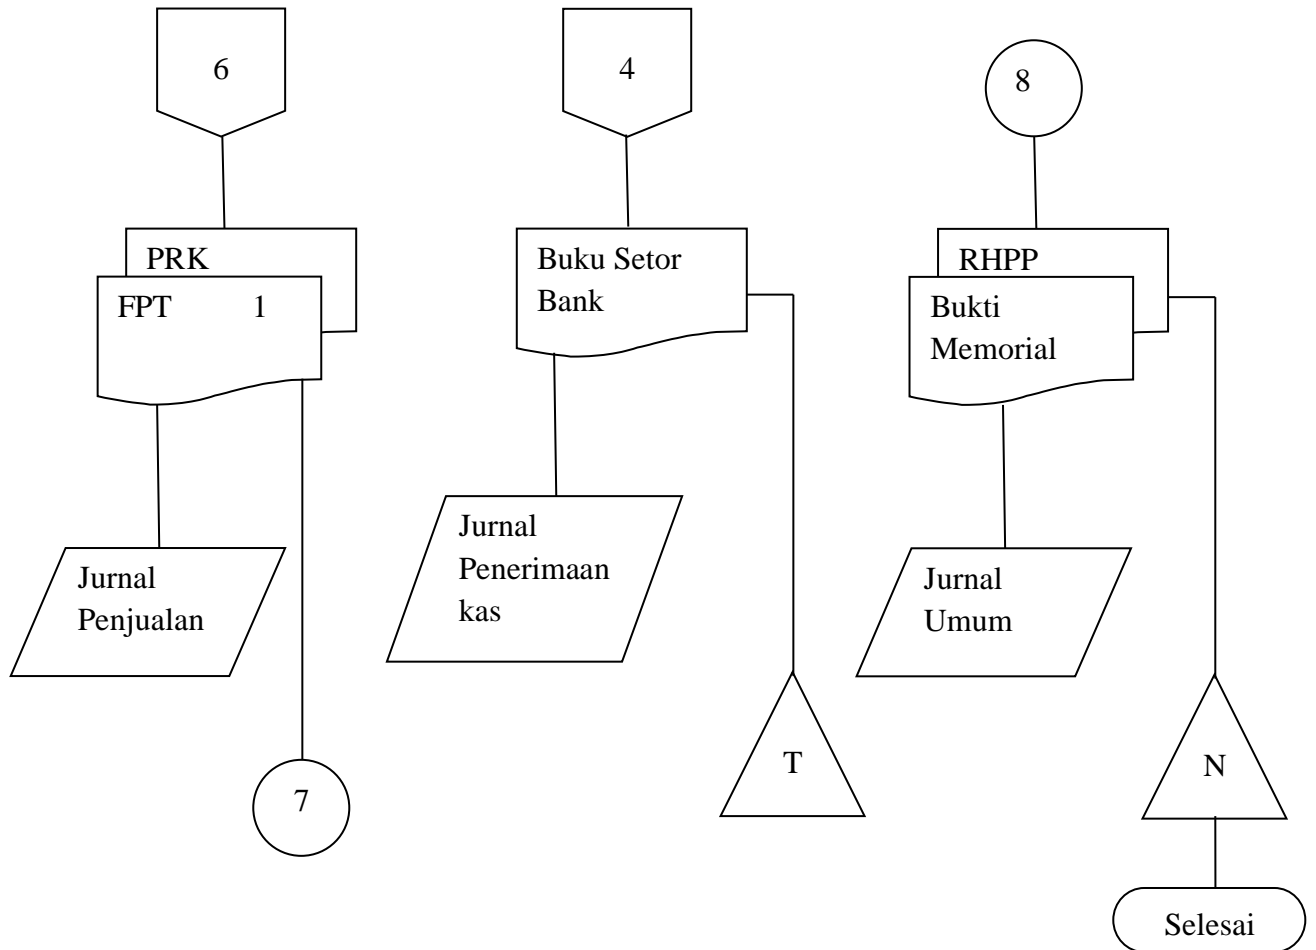 6
4
8
PRK
FPT 1
Buku Setor
Bank
RHPP
Bukti
Memorial
Jurnal
Penjualan
Jurnal
Penerimaan
kas
Jurnal
Umum
7
T
N
Selesai